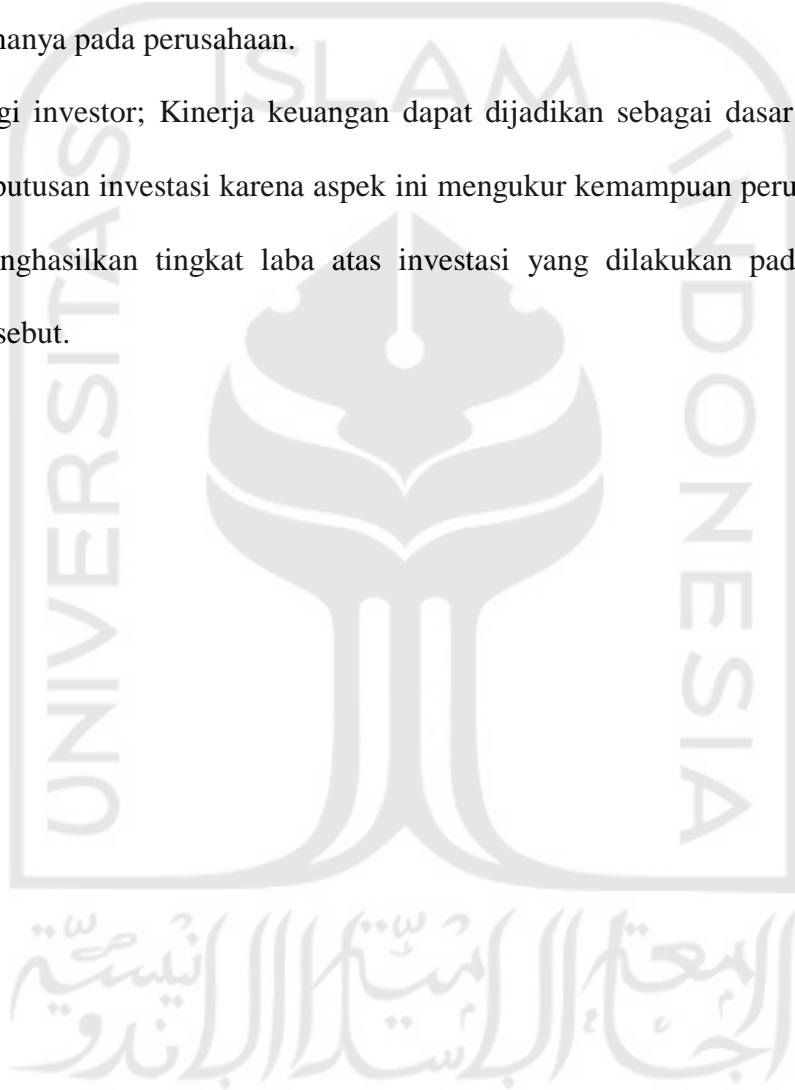 nanya pada perusahaan.
gi investor; Kinerja keuangan dapat dijadikan sebagai dasar
putusan investasi karena aspek ini mengukur kemampuan peru
nghasilkan tingkat laba atas investasi yang dilakukan pad
sebut.
ISLAM
UNIVERSITAS
INDONESIA